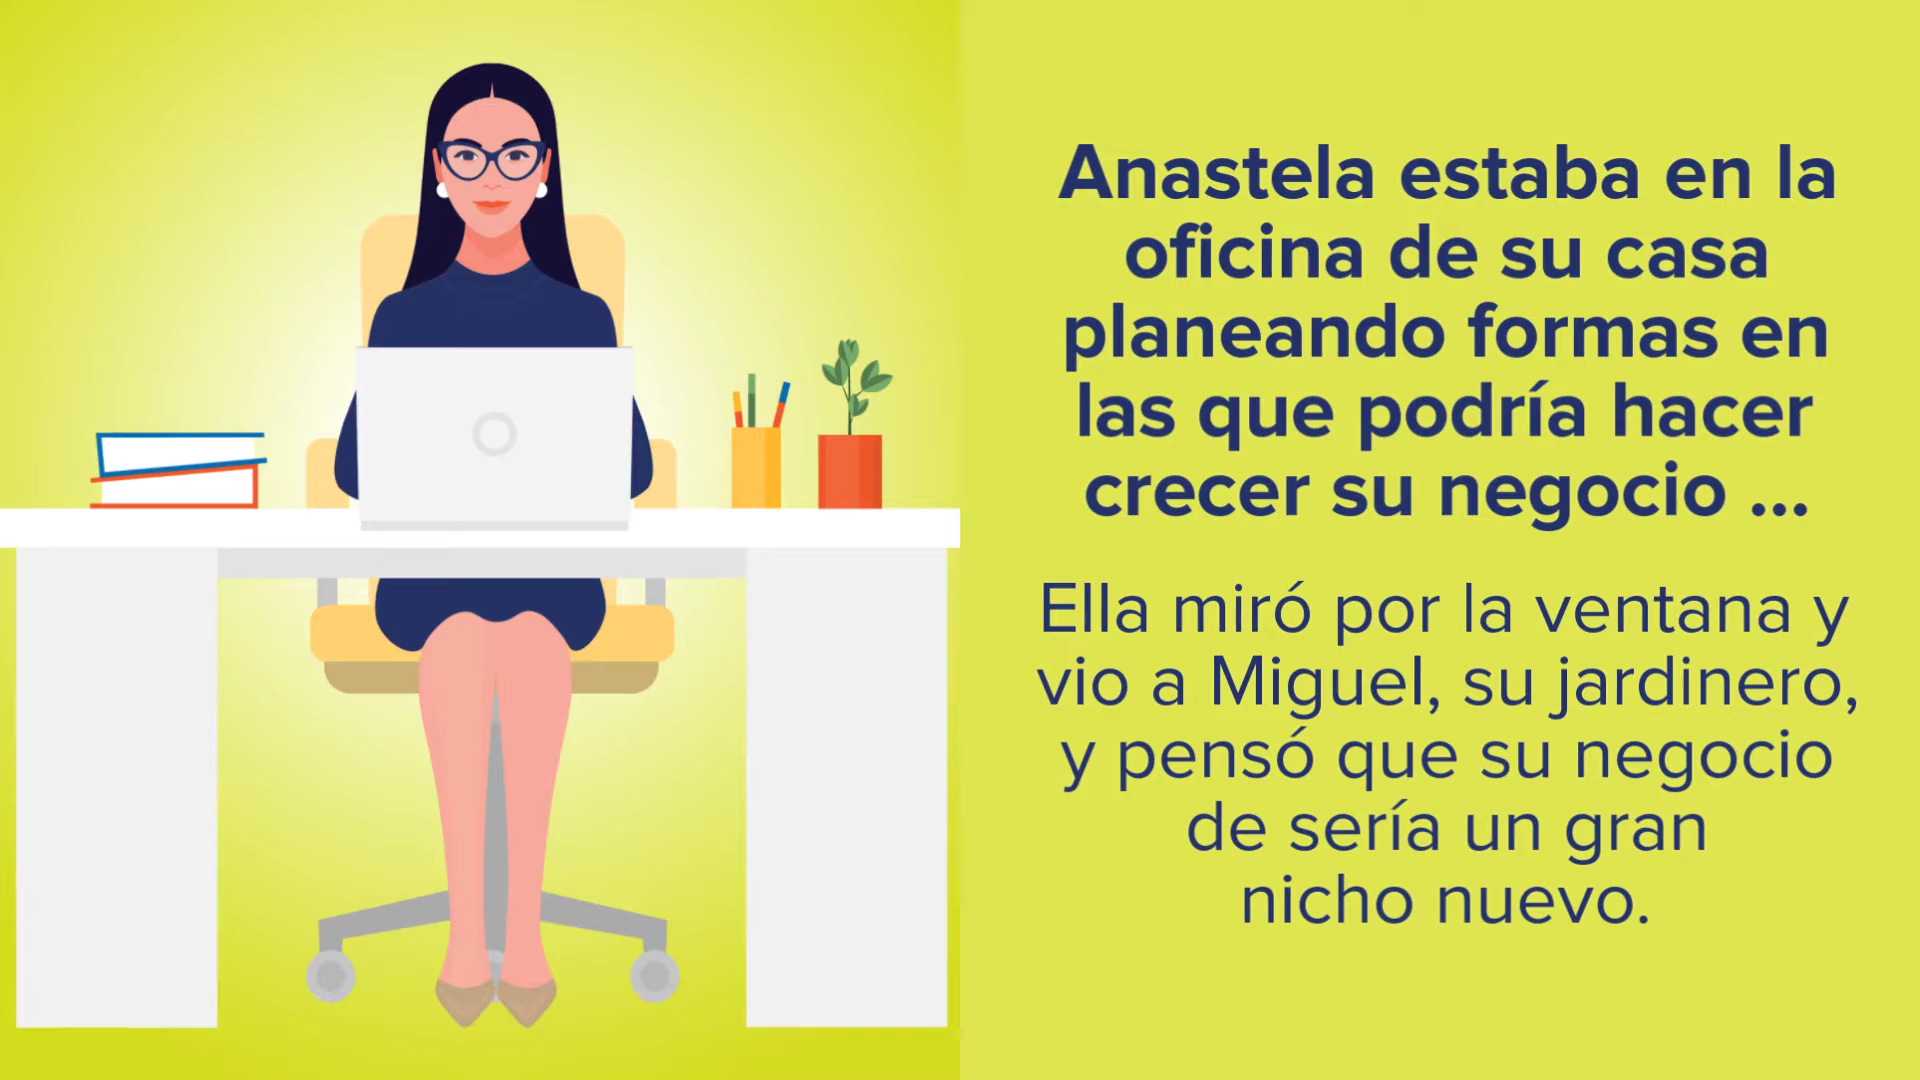 Anastela estaba en la
oficina de su casa
planeando formas en
las que podría hacer
crecer su negocio ...
Ella miró por la ventana y
vio a Miguel, su jardinero,
y pensó que su negocio
de sería un gran
nicho nuevo.